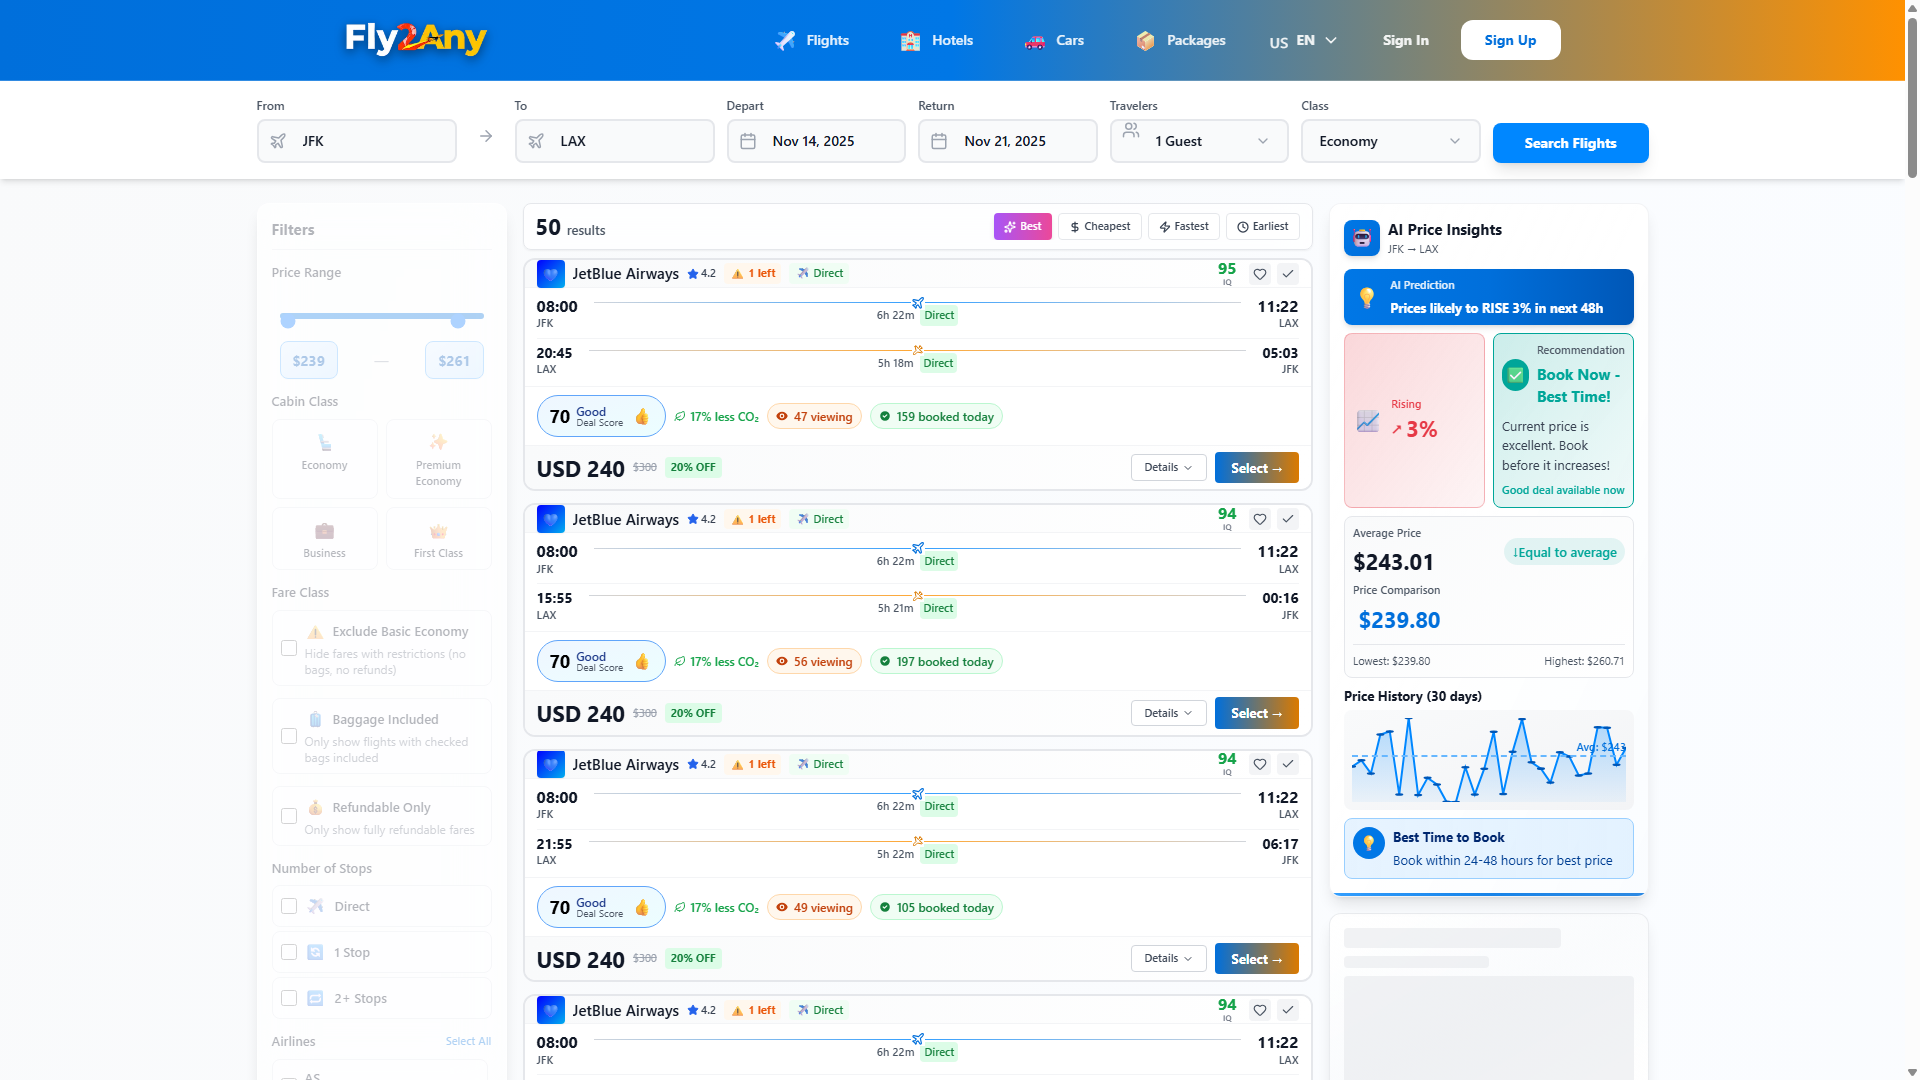 Fly2Any
Flights
Hotels
Cars
Packages
US EN
Sign In
Sign Up
From
JFK
To
LAX
Depart
Nov 14, 2025
Return
Nov 21, 2025
Travelers
1 Guest
Class
Economy
Search Flights
Filters
Price Range
$239 — $261
Cabin Class
Economy
Premium Economy
Business
First Class
Fare Class
Exclude Basic Economy
Hide fares with restrictions (no
bags, no refunds)
Baggage Included
Only show flights with checked
bags included
Refundable Only
Only show fully refundable fares
Number of Stops
Direct
1 Stop
2+ Stops
Airlines
Select All
AS
50 results
Best
Cheapest
Fastest
Earliest
JetBlue Airways 4.2 1 left Direct
95
IQ
08:00 11:22
JFK 6h 22m Direct LAX
20:45 05:03
LAX 5h 18m Direct JFK
70 Good Deal Score 17% less CO₂ 47 viewing 159 booked today
USD 240 $300 20% OFF Details Select →
JetBlue Airways 4.2 1 left Direct
94
IQ
08:00 11:22
JFK 6h 22m Direct LAX
15:55 00:16
LAX 5h 21m Direct JFK
70 Good Deal Score 17% less CO₂ 56 viewing 197 booked today
USD 240 $300 20% OFF Details Select →
JetBlue Airways 4.2 1 left Direct
94
IQ
08:00 11:22
JFK 6h 22m Direct LAX
21:55 06:17
LAX 5h 22m Direct JFK
70 Good Deal Score 17% less CO₂ 49 viewing 105 booked today
USD 240 $300 20% OFF Details Select →
JetBlue Airways 4.2 1 left Direct
94
IQ
08:00 11:22
JFK 6h 22m Direct LAX
AI Price Insights
JFK → LAX
AI Prediction
Prices likely to RISE 3% in next 48h
Rising
↗ 3%
Recommendation
Book Now -
Best Time!
Current price is
excellent. Book
before it increases!
Good deal available now
Average Price
$243.01
↓Equal to average
Price Comparison
$239.80
Lowest: $239.80
Highest: $260.71
Price History (30 days)
Avg: $243
Best Time to Book
Book within 24-48 hours for best price